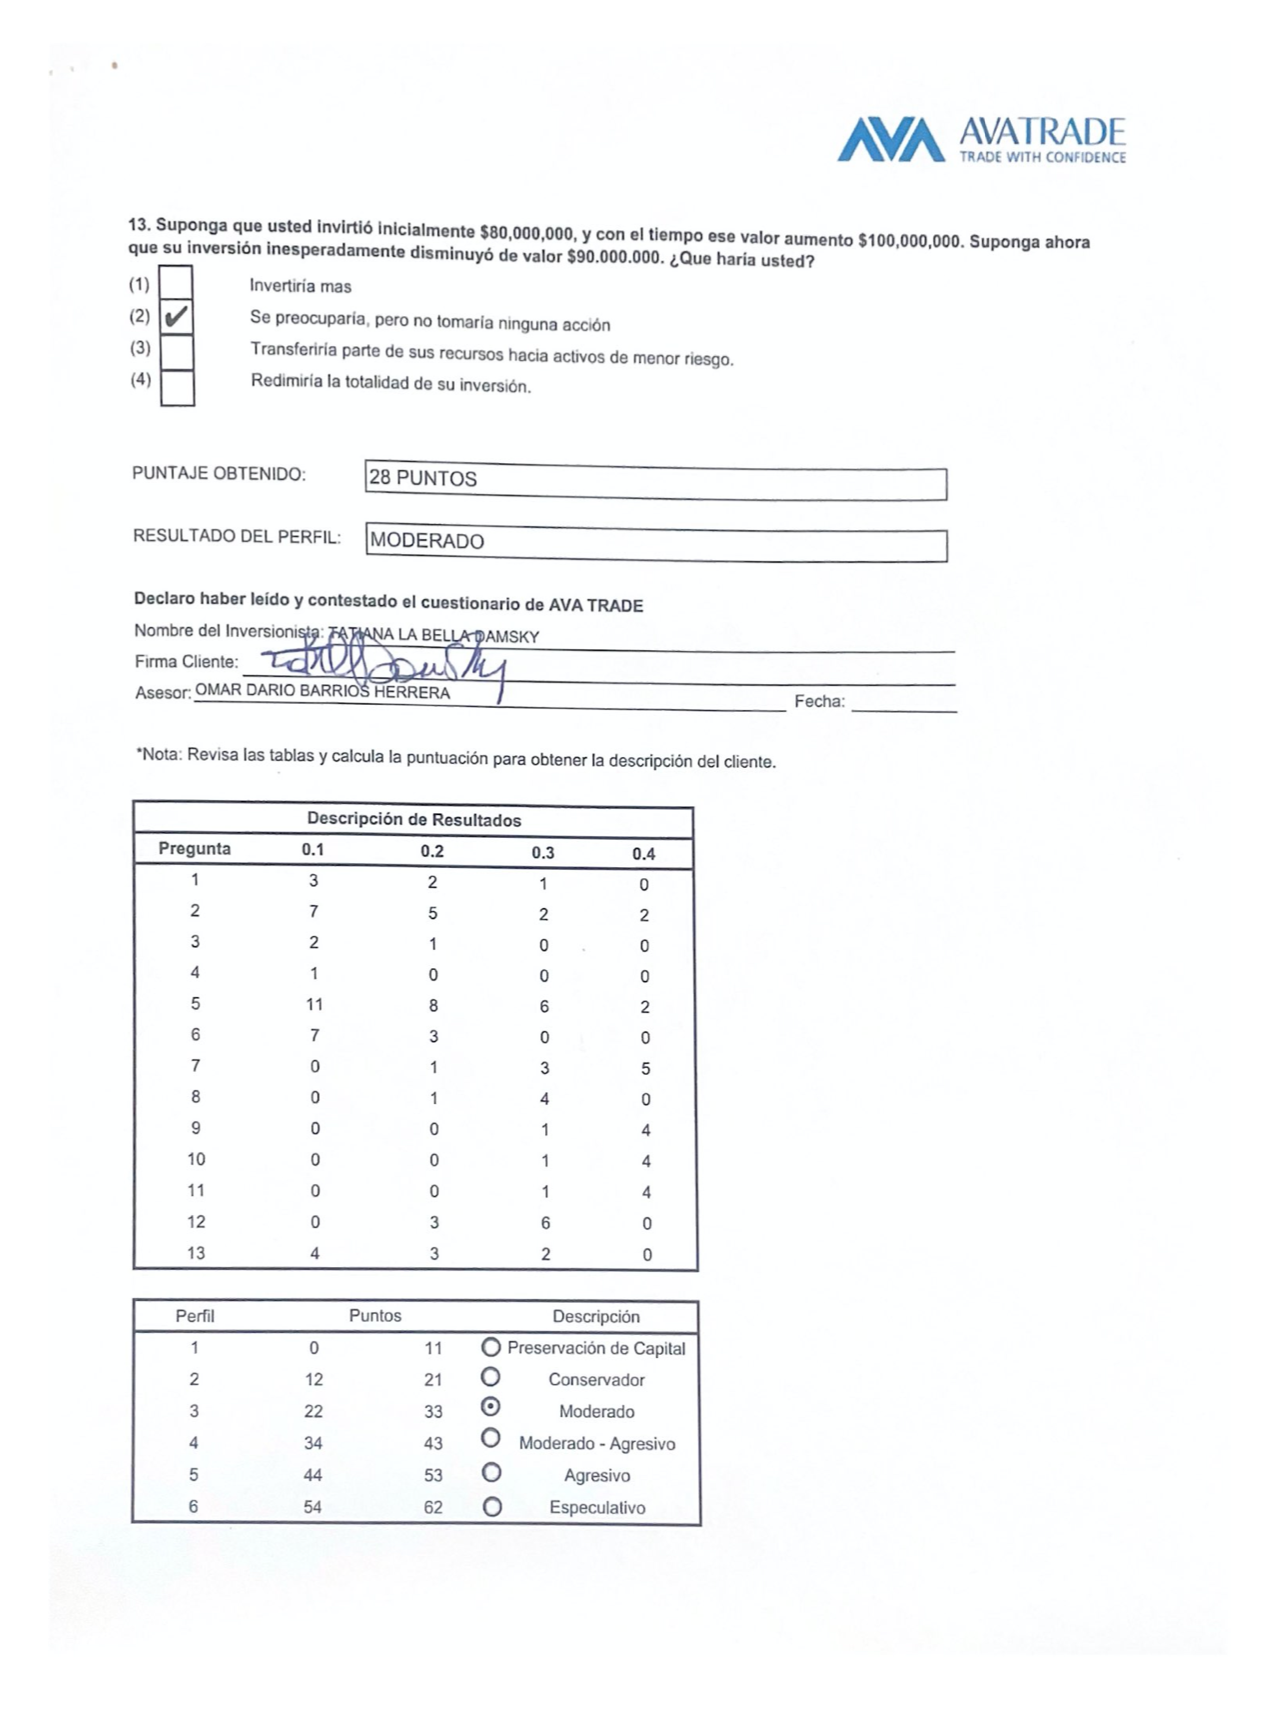 AVA AVATRADE
TRADE WITH CONFIDENCE
13. Suponga que usted invirtió inicialmente $80,000,000, y con el tiempo ese valor aumento $100,000,000. Suponga ahora
que su inversión inesperadamente disminuyó de valor $90.000.000. ¿Que haria usted?
(1) Invertiría mas
(2) ✔ Se preocuparía, pero no tomaría ninguna acción
(3) Transferiría parte de sus recursos hacia activos de menor riesgo.
(4) Redimiría la totalidad de su inversión.
PUNTAJE OBTENIDO: 28 PUNTOS
RESULTADO DEL PERFIL: MODERADO
Declaro haber leído y contestado el cuestionario de AVA TRADE
Nombre del Inversionista: TATIANA LA BELLA DAMSKY
Firma Cliente:
Asesor: OMAR DARIO BARRIOS HERRERA Fecha:
*Nota: Revisa las tablas y calcula la puntuación para obtener la descripción del cliente.
Descripción de Resultados
Pregunta 0.1 0.2 0.3 0.4
1 3 2 1 0
2 7 5 2 2
3 2 1 0 0
4 1 0 0 0
5 11 8 6 2
6 7 3 0 0
7 0 1 3 5
8 0 1 4 0
9 0 0 1 4
10 0 0 1 4
11 0 0 1 4
12 0 3 6 0
13 4 3 2 0
Perfil Puntos Descripción
1 0 11 Preservación de Capital
2 12 21 Conservador
3 22 33 Moderado
4 34 43 Moderado - Agresivo
5 44 53 Agresivo
6 54 62 Especulativo